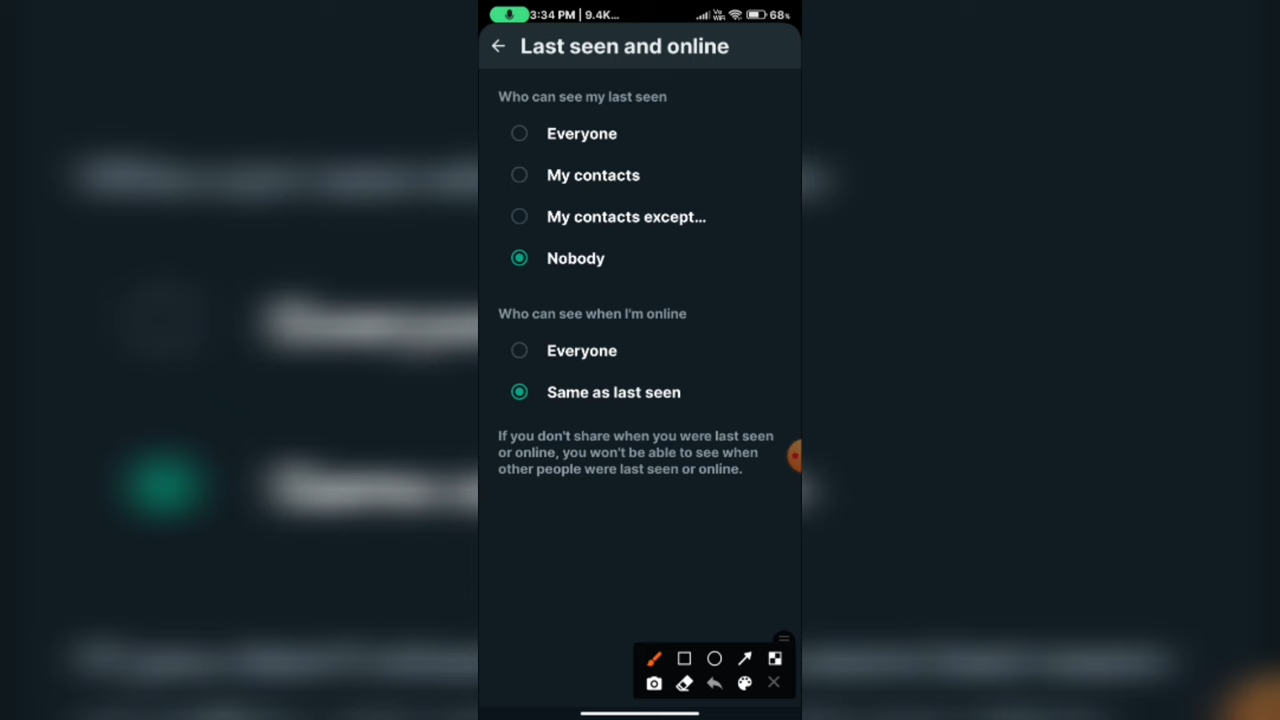 3:34 PM | 9.4K...
Vo
WiFi
68%
Last seen and online
Who can see my last seen
Everyone
My contacts
My contacts except...
Nobody
Who can see when I'm online
Everyone
Same as last seen
If you don't share when you were last seen
or online, you won't be able to see when
other people were last seen or online.